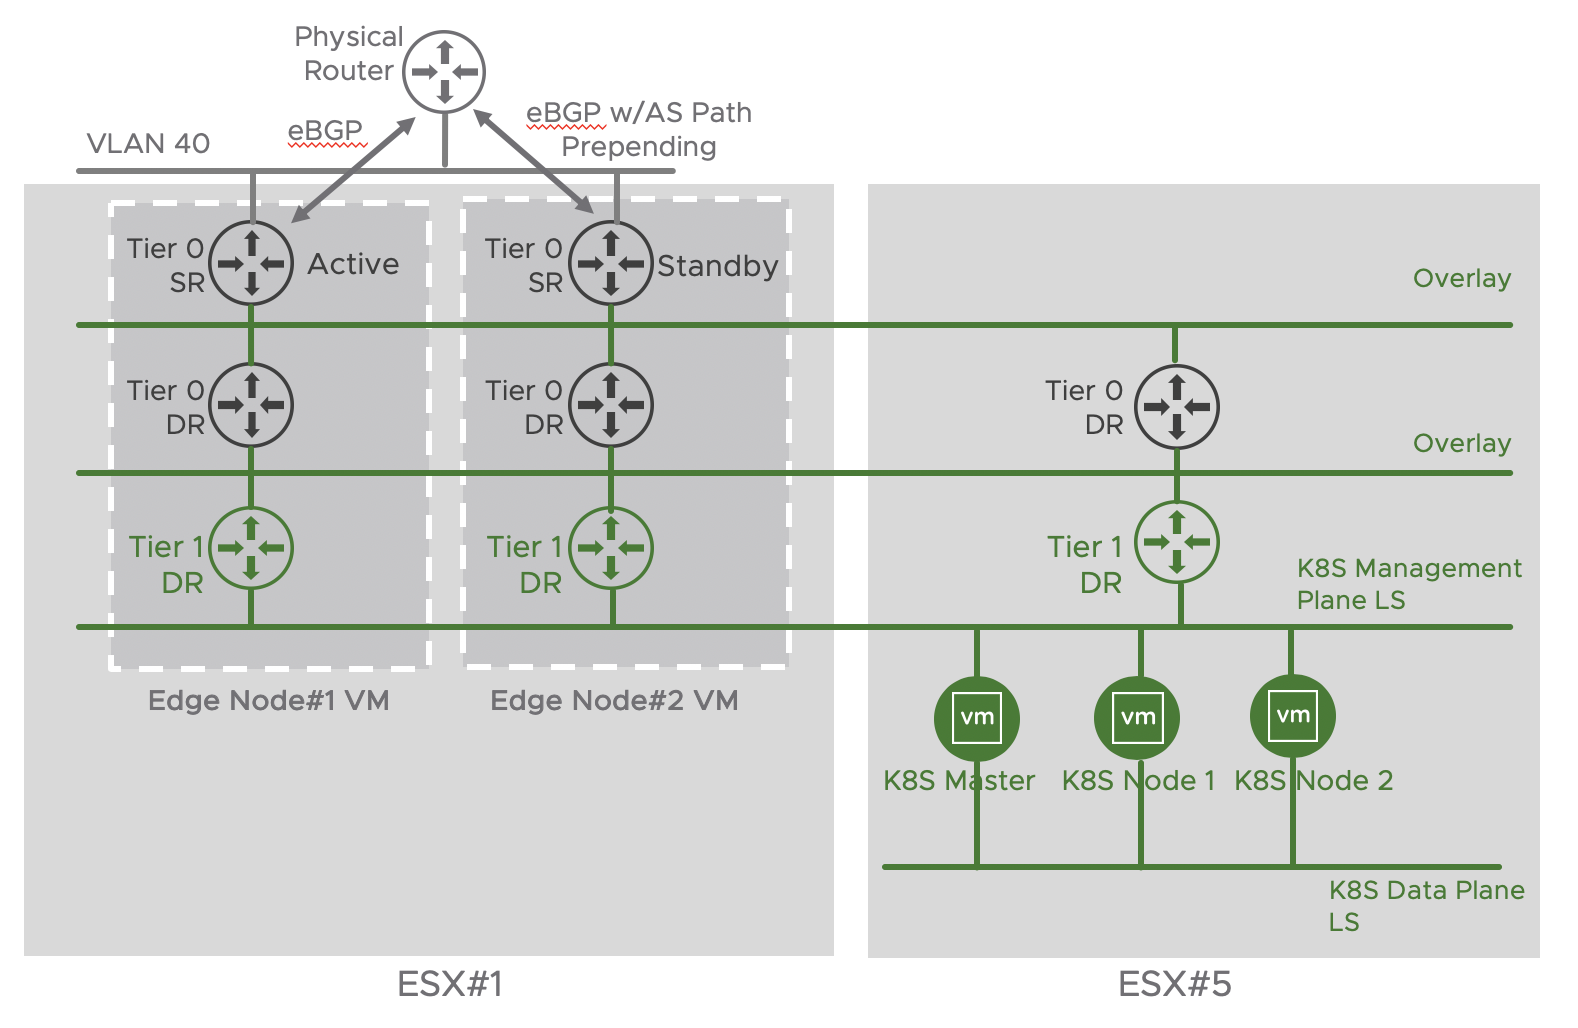 Physical
Router
eBGP
eBGP w/AS Path
Prepending
VLAN 40
Tier 0
SR
Active
Tier 0
SR
Standby
Overlay
Tier 0
DR
Tier 0
DR
Tier 0
DR
Overlay
Tier 1
DR
Tier 1
DR
Tier 1
DR
K8S Management
Plane LS
Edge Node#1 VM
Edge Node#2 VM
vm
vm
vm
K8S Master
K8S Node 1
K8S Node 2
K8S Data Plane
LS
ESX#1
ESX#5